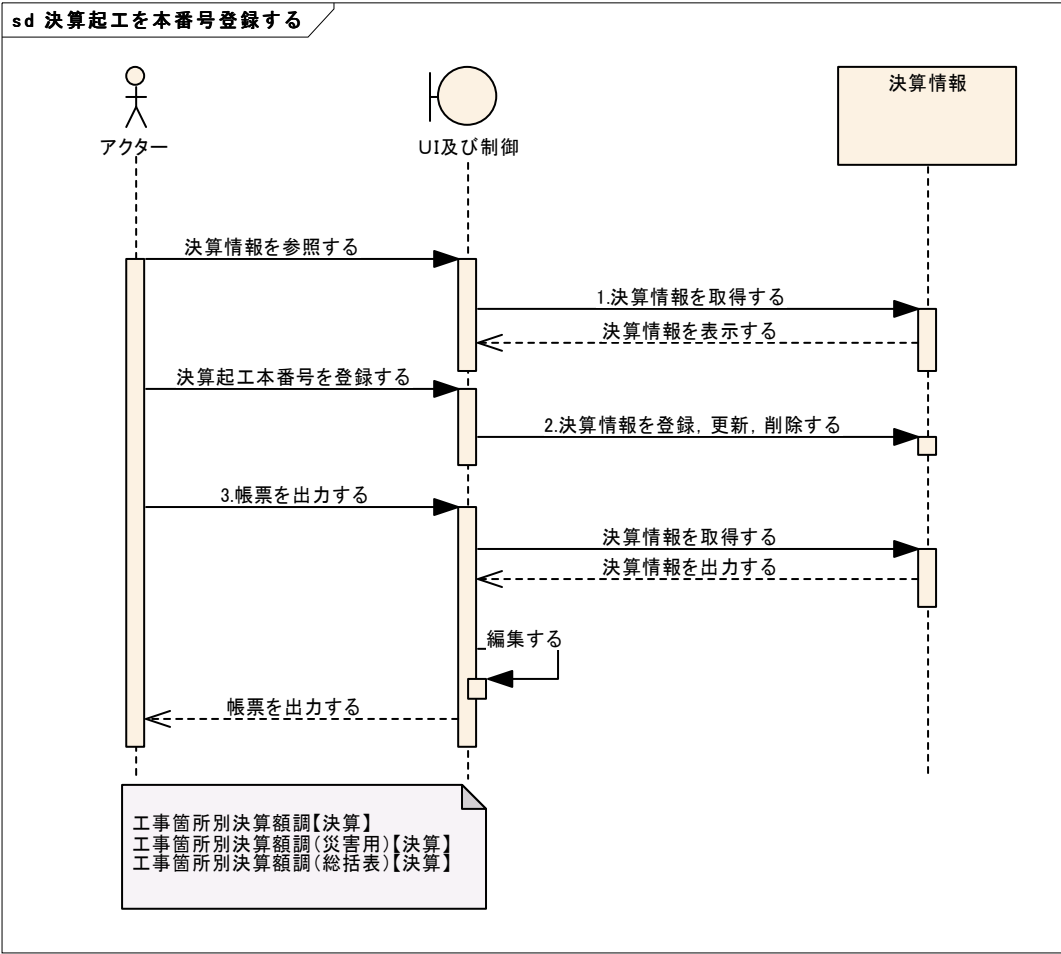 sd 決算起工を本番号登録する
アクター
UI及び制御
決算情報
決算情報を参照する
1.決算情報を取得する
決算情報を表示する
決算起工本番号を登録する
2.決算情報を登録, 更新, 削除する
3.帳票を出力する
決算情報を取得する
決算情報を出力する
編集する
帳票を出力する
工事箇所別決算額調【決算】
工事箇所別決算額調(災害用)【決算】
工事箇所別決算額調(総括表)【決算】